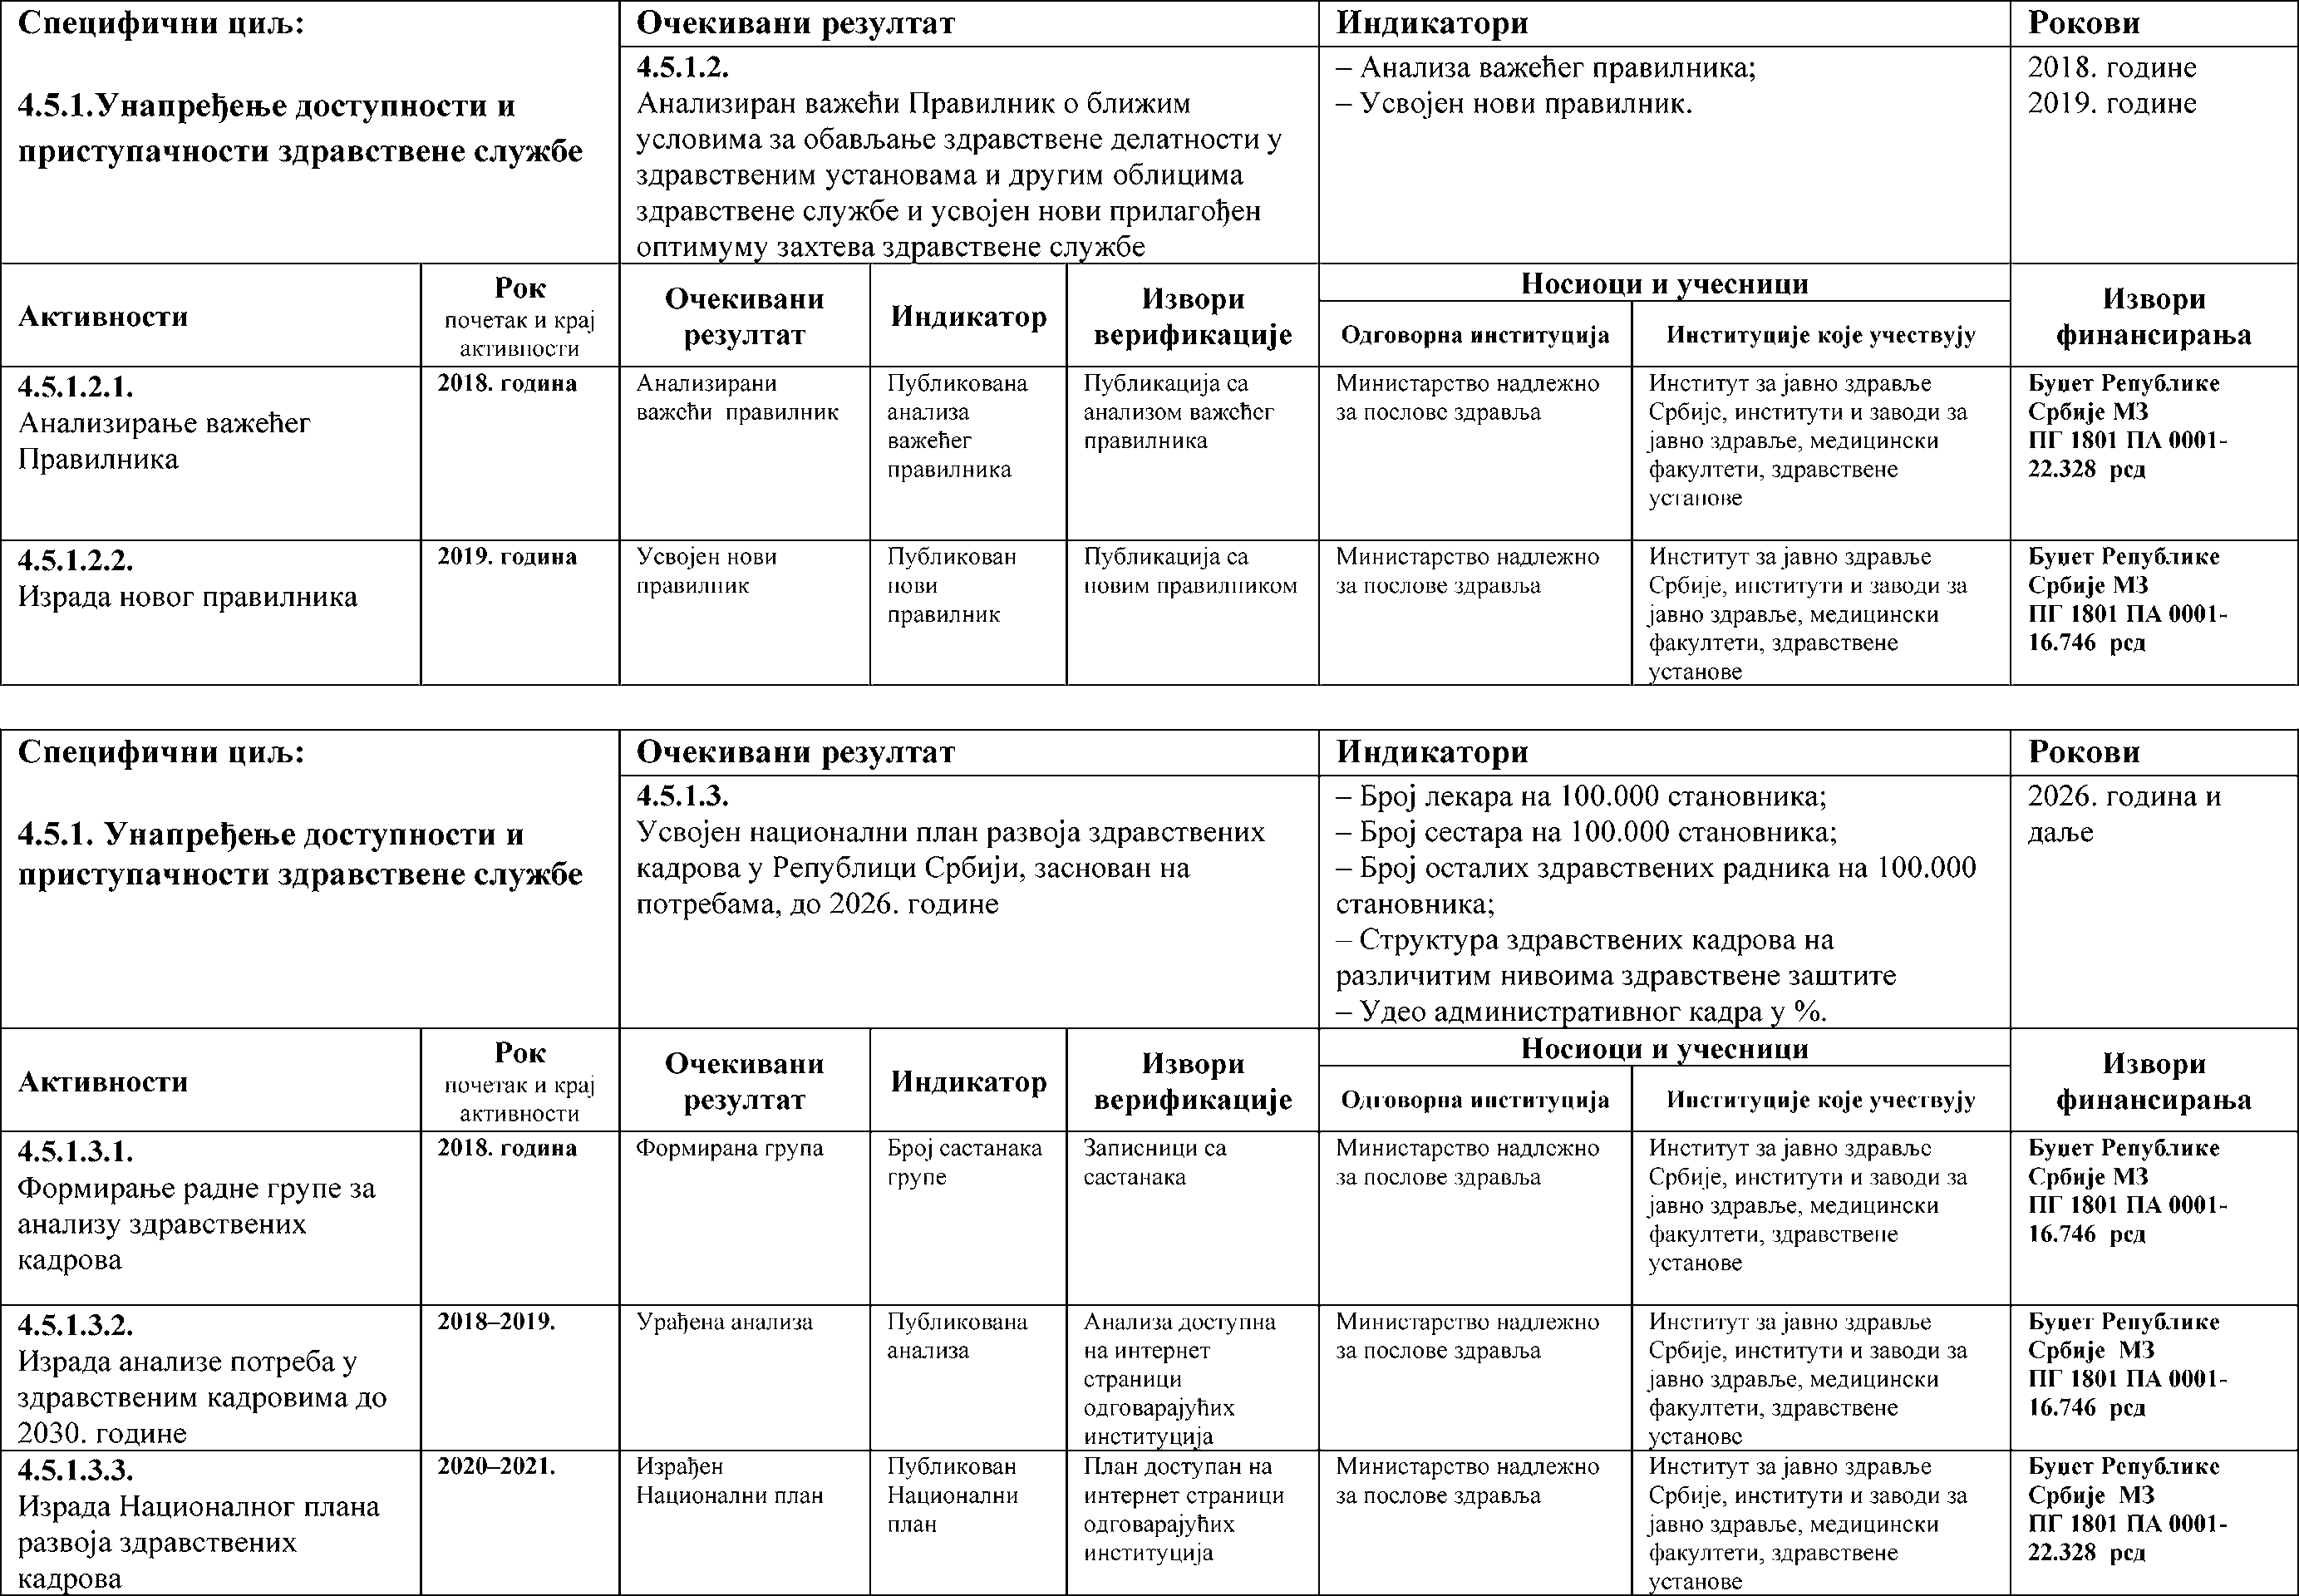 Специфични циљ:
4.5.1.Унапређење доступности и
приступачности здравствене службе
Очекивани резултат
4.5.1.2.
Анализиран важећи Правилник о ближим
условима за обављање здравствене делатности у
здравственим установама и другим облицима
здравствене службе и усвојен нови прилагођен
оптимуму захтева здравствене службе
Индикатори
– Анализа важећег правилника;
– Усвојен нови правилник.
Рокови
2018. године
2019. године
Активности
Рок
почетак и крај
активности
Очекивани
резултат
Индикатор
Извори
верификације
Носиоци и учесници
Одговорна институција
Институције које учествују
Извори
финансирања
4.5.1.2.1.
Анализирање важећег
Правилника
2018. година
Анализирани
важећи правилник
Публикована
анализа
важећег
правилника
Публикација са
анализом важећег
правилника
Министарство надлежно
за послове здравља
Институт за јавно здравље
Србије, институти и заводи за
јавно здравље, медицински
факултети, здравствене
установе
Буџет Републике
Србије МЗ
ПГ 1801 ПА 0001-
22.328 рсд
4.5.1.2.2.
Израда новог правилника
2019. година
Усвојен нови
правилник
Публикован
нови
правилник
Публикација са
новим правилником
Министарство надлежно
за послове здравља
Институт за јавно здравље
Србије, институти и заводи за
јавно здравље, медицински
факултети, здравствене
установе
Буџет Републике
Србије МЗ
ПГ 1801 ПА 0001-
16.746 рсд
Специфични циљ:
4.5.1. Унапређење доступности и
приступачности здравствене службе
Очекивани резултат
4.5.1.3.
Усвојен национални план развоја здравствених
кадрова у Републици Србији, заснован на
потребама, до 2026. године
Индикатори
– Број лекара на 100.000 становника;
– Број сестара на 100.000 становника;
– Број осталих здравствених радника на 100.000
становника;
– Структура здравствених кадрова на
различитим нивоима здравствене заштите
– Удео административног кадра у %.
Рокови
2026. година и
даље
Активности
Рок
почетак и крај
активности
Очекивани
резултат
Индикатор
Извори
верификације
Носиоци и учесници
Одговорна институција
Институције које учествују
Извори
финансирања
4.5.1.3.1.
Формирање радне групе за
анализу здравствених
кадрова
2018. година
Формирана група
Број састанака
групе
Записници са
састанака
Министарство надлежно
за послове здравља
Институт за јавно здравље
Србије, институти и заводи за
јавно здравље, медицински
факултети, здравствене
установе
Буџет Републике
Србије МЗ
ПГ 1801 ПА 0001-
16.746 рсд
4.5.1.3.2.
Израда анализе потреба у
здравственим кадровима до
2030. године
2018–2019.
Урађена анализа
Публикована
анализа
Анализа доступна
на интернет
страници
одговарајућих
институција
Министарство надлежно
за послове здравља
Институт за јавно здравље
Србије, институти и заводи за
јавно здравље, медицински
факултети, здравствене
установе
Буџет Републике
Србије МЗ
ПГ 1801 ПА 0001-
16.746 рсд
4.5.1.3.3.
Израда Националног плана
развоја здравствених
кадрова
2020–2021.
Израђен
Национални план
Публикован
Национални
план
План доступан на
интернет страници
одговарајућих
институција
Министарство надлежно
за послове здравља
Институт за јавно здравље
Србије, институти и заводи за
јавно здравље, медицински
факултети, здравствене
установе
Буџет Републике
Србије МЗ
ПГ 1801 ПА 0001-
22.328 рсд